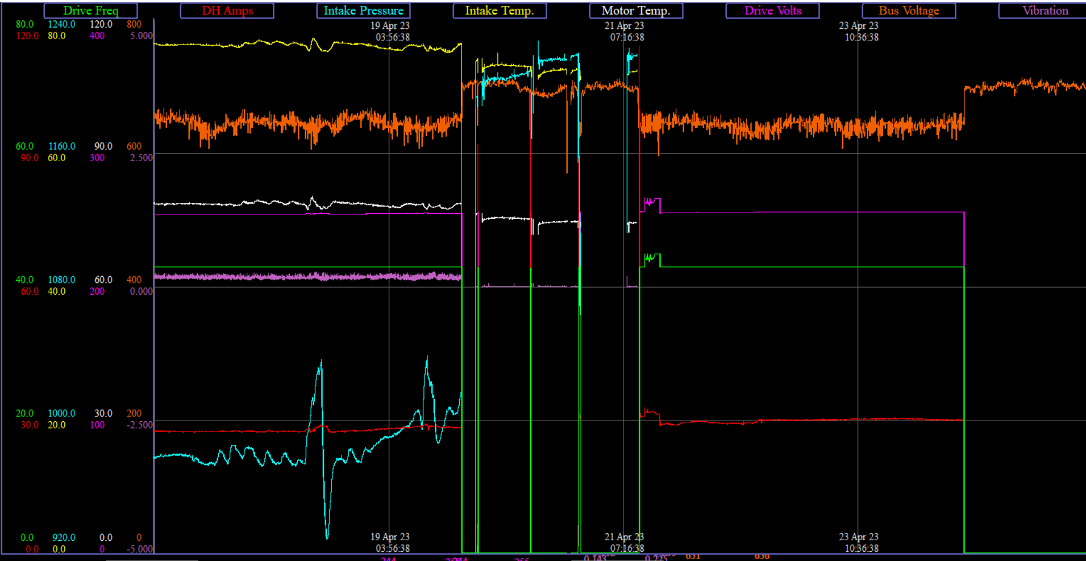 Drive Freq DH Amps Intake Pressure Intake Temp. Motor Temp. Drive Volts Bus Voltage Vibration
80.0 1240.0 120.0 800 19 Apr 23 21 Apr 23 23 Apr 23
120.0 80.0 400 5.000 03:56:38 07:16:38 10:36:38
60.0 1160.0 90.0 600
90.0 60.0 300 2.500
40.0 1080.0 60.0 400
60.0 40.0 200 0.000
20.0 1000.0 30.0 200
30.0 20.0 100 -2.500
0.0 920.0 0.0 0 19 Apr 23 21 Apr 23 23 Apr 23
0.0 0.0 0 -5.000 03:56:38 07:16:38 10:36:38